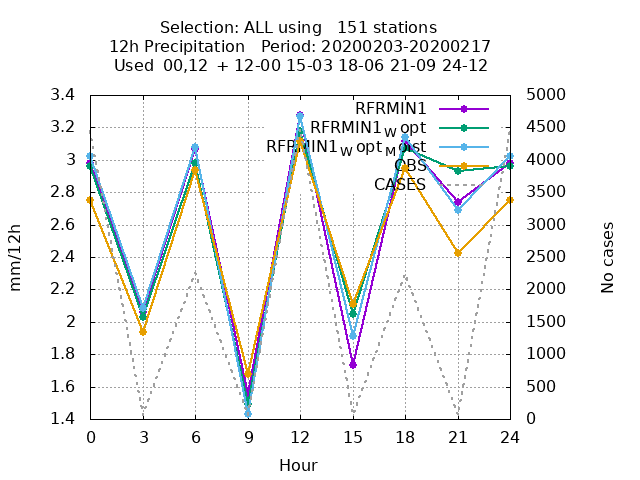 Selection: ALL using   151 stations
12h Precipitation   Period: 20200203-20200217
Used  00,12  + 12-00 15-03 18-06 21-09 24-12
3.4 5000
RFRMIN1
3.2 RFRMIN1W opt 4500
RFRMIN1W optM dist
3 OBS 4000
CASES
2.8 3500
2.6 3000
2.4 2500
2.2 2000
2 1500
1.8 1000
1.6 500
1.4 0
mm/12h
No cases
0 3 6 9 12 15 18 21 24
Hour